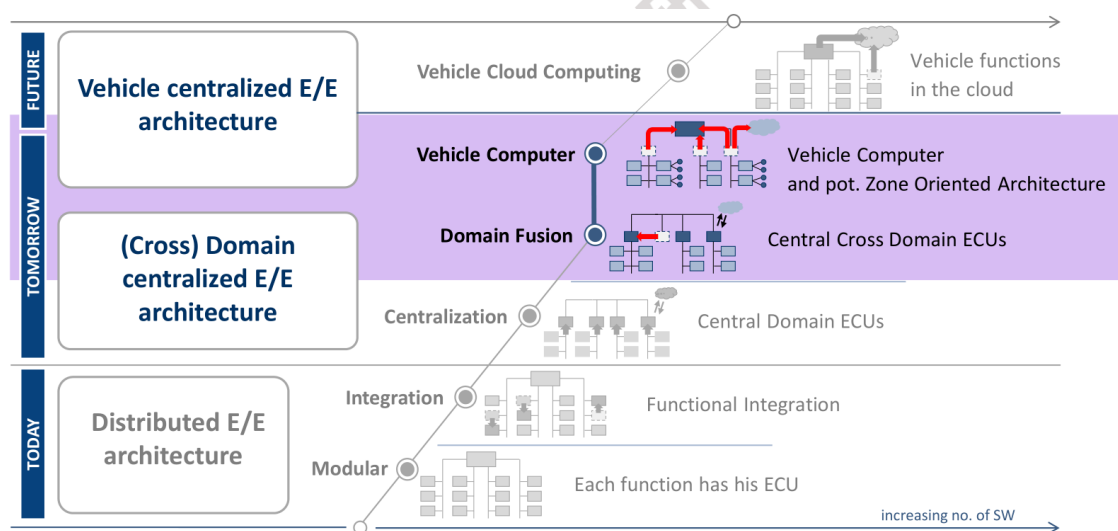 FUTURE
Vehicle centralized E/E
architecture
Vehicle Cloud Computing
Vehicle functions
in the cloud
TOMORROW
Vehicle Computer
Vehicle Computer
and pot. Zone Oriented Architecture
(Cross) Domain
centralized E/E
architecture
Domain Fusion
Central Cross Domain ECUs
Centralization
Central Domain ECUs
TODAY
Distributed E/E
architecture
Integration
Functional Integration
Modular
Each function has his ECU
increasing no. of SW